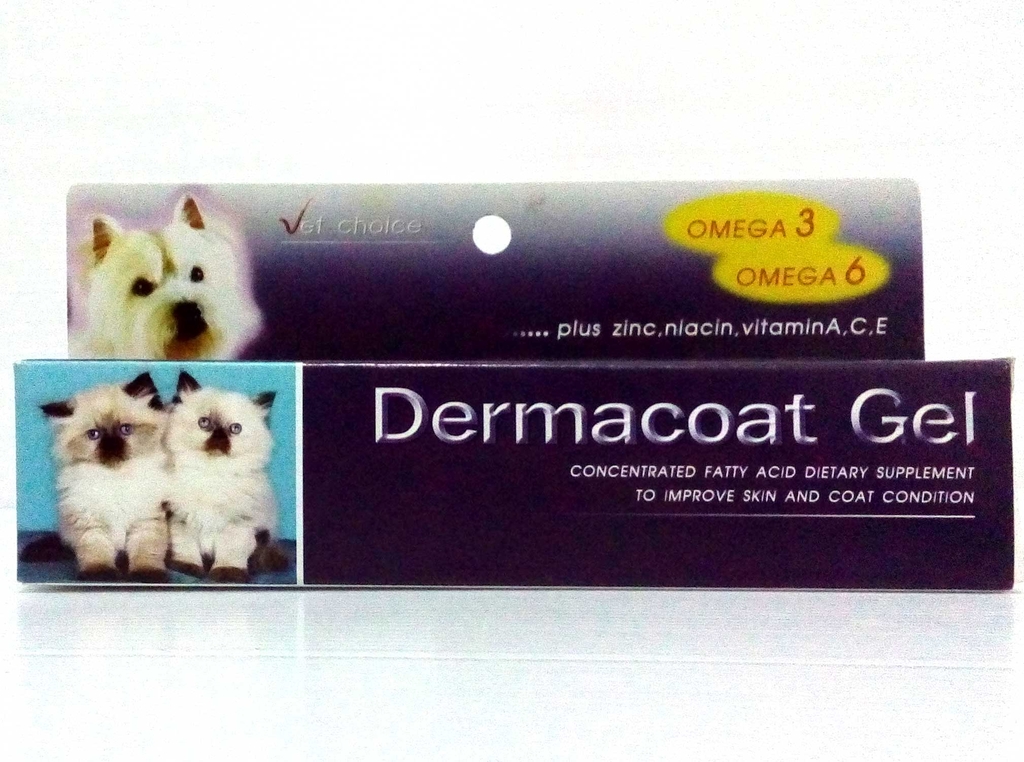 Vet choice
OMEGA 3
OMEGA 6
..... plus zinc,niacin,vitaminA,C,E
Dermacoat Gel
CONCENTRATED FATTY ACID DIETARY SUPPLEMENT
TO IMPROVE SKIN AND COAT CONDITION